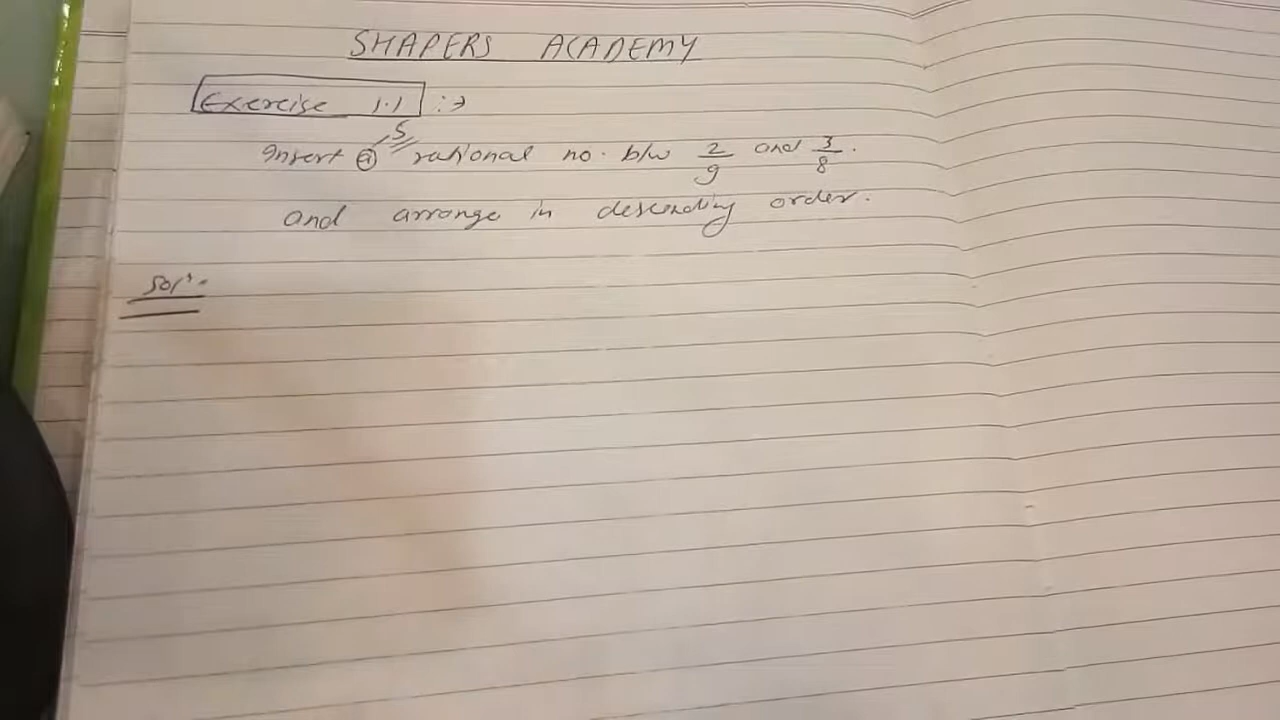 SHAPERS ACADEMY
Exercise 1.1 :→
5
Insert a rational no. b/w 2/9 and 3/8.
and arrange in descending order.
Sol:-